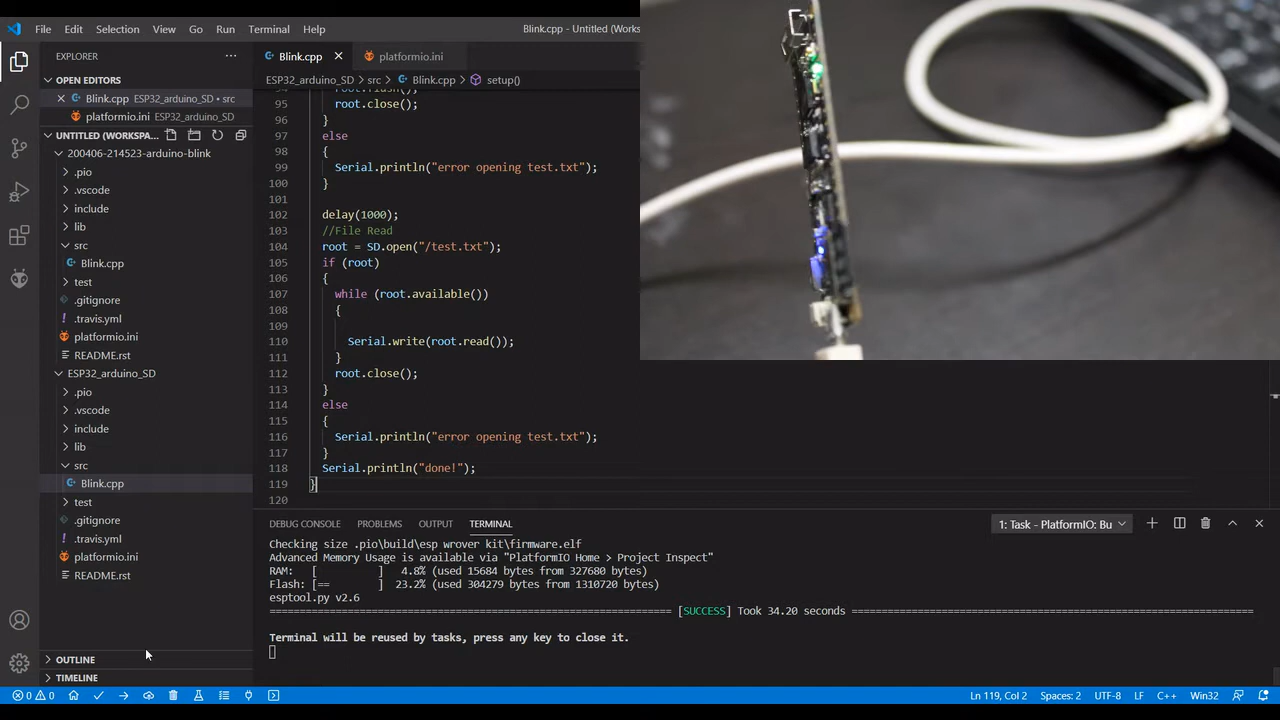 File Edit Selection View Go Run Terminal Help Blink.cpp - Untitled (Works
EXPLORER
OPEN EDITORS
Blink.cpp ESP32_arduino_SD • src
platformio.ini ESP32_arduino_SD
UNTITLED (WORKSPA...
200406-214523-arduino-blink
.pio
.vscode
include
lib
src
Blink.cpp
test
.gitignore
.travis.yml
platformio.ini
README.rst
ESP32_arduino_SD
.pio
.vscode
include
lib
src
Blink.cpp
test
.gitignore
.travis.yml
platformio.ini
README.rst
OUTLINE
TIMELINE
Blink.cpp platformio.ini
ESP32_arduino_SD > src > Blink.cpp > setup()
94 root.flush();
95 root.close();
96 }
97 else
98 {
99 Serial.println("error opening test.txt");
100 }
101
102 delay(1000);
103 //File Read
104 root = SD.open("/test.txt");
105 if (root)
106 {
107 while (root.available())
108 {
109
110 Serial.write(root.read());
111 }
112 root.close();
113 }
114 else
115 {
116 Serial.println("error opening test.txt");
117 }
118 Serial.println("done!");
119 }
120
DEBUG CONSOLE PROBLEMS OUTPUT TERMINAL 1: Task - PlatformIO: Bu
Checking size .pio\build\esp wrover kit\firmware.elf
Advanced Memory Usage is available via "PlatformIO Home > Project Inspect"
RAM: [ ] 4.8% (used 15684 bytes from 327680 bytes)
Flash: [== ] 23.2% (used 304279 bytes from 1310720 bytes)
esptool.py v2.6
[SUCCESS] Took 34.20 seconds
Terminal will be reused by tasks, press any key to close it.
0 0 Ln 119, Col 2 Spaces: 2 UTF-8 LF C++ Win32